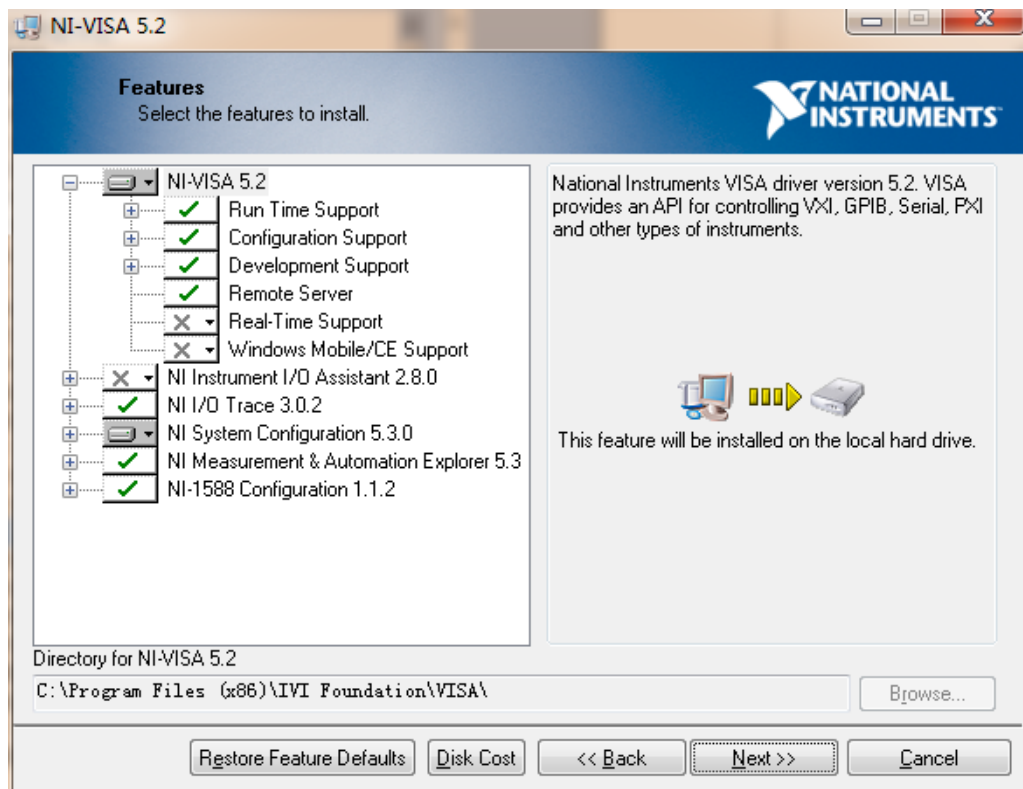 NI-VISA 5.2
Features
Select the features to install.
NATIONAL
INSTRUMENTS
NI-VISA 5.2
Run Time Support
Configuration Support
Development Support
Remote Server
Real-Time Support
Windows Mobile/CE Support
NI Instrument I/O Assistant 2.8.0
NI I/O Trace 3.0.2
NI System Configuration 5.3.0
NI Measurement & Automation Explorer 5.3
NI-1588 Configuration 1.1.2
National Instruments VISA driver version 5.2. VISA
provides an API for controlling VXI, GPIB, Serial, PXI
and other types of instruments.
This feature will be installed on the local hard drive.
Directory for NI-VISA 5.2
C:\Program Files (x86)\IVI Foundation\VISA\
Browse...
Restore Feature Defaults
Disk Cost
<< Back
Next >>
Cancel